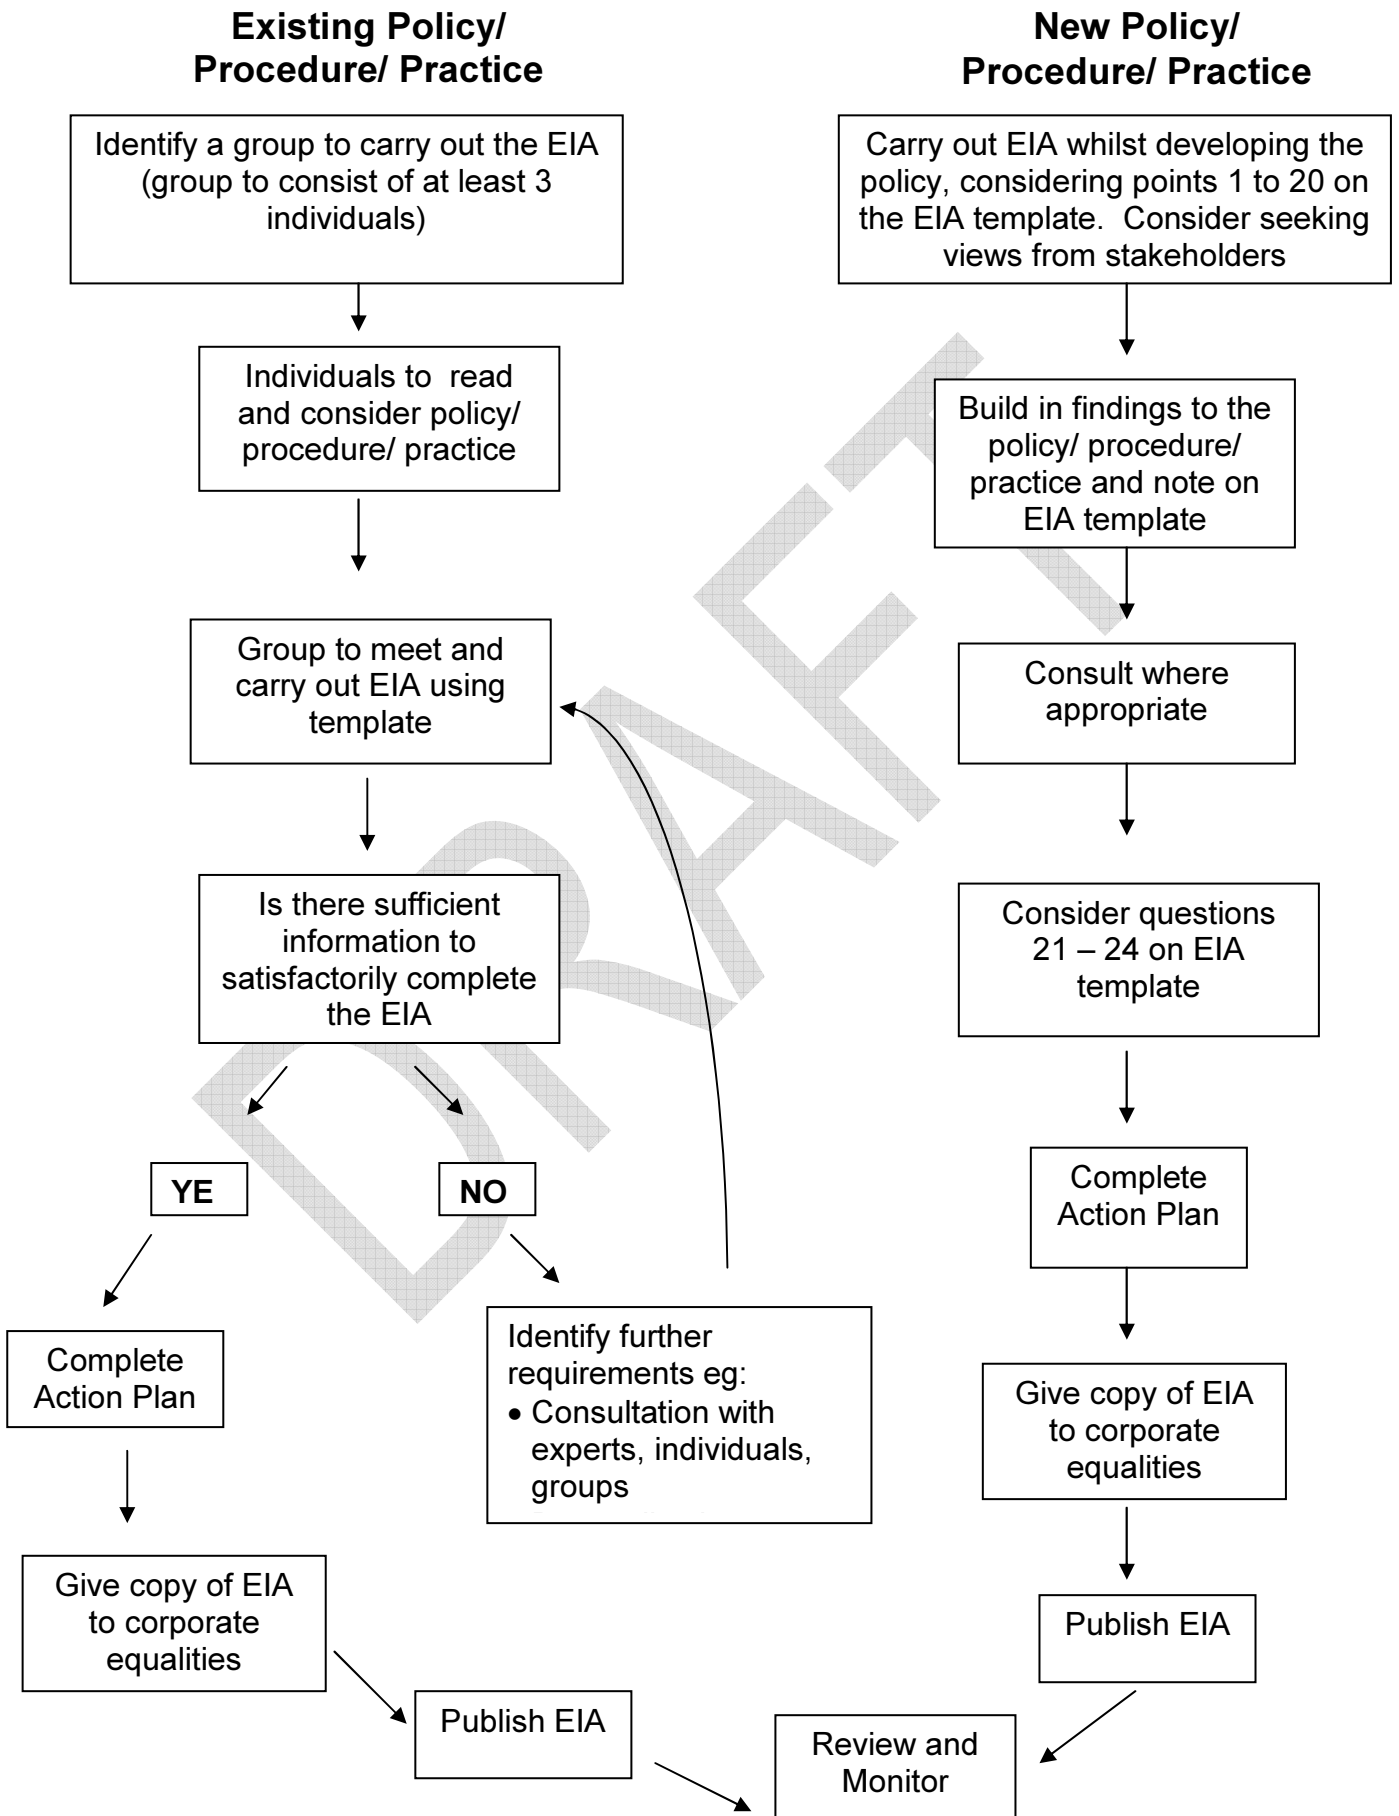 Existing Policy/
Procedure/ Practice
Identify a group to carry out the EIA
(group to consist of at least 3
individuals)
Individuals to  read
and consider policy/
procedure/ practice
Group to meet and
carry out EIA using
template
Is there sufficient
information to
satisfactorily complete
the EIA
YE
NO
Complete
Action Plan
Identify further
requirements eg:
• Consultation with
experts, individuals,
groups
Give copy of EIA
to corporate
equalities
Publish EIA
New Policy/
Procedure/ Practice
Carry out EIA whilst developing the
policy, considering points 1 to 20 on
the EIA template.  Consider seeking
views from stakeholders
Build in findings to the
policy/ procedure/
practice and note on
EIA template
Consult where
appropriate
Consider questions
21 – 24 on EIA
template
Complete
Action Plan
Give copy of EIA
to corporate
equalities
Publish EIA
Review and
Monitor
DRAFT